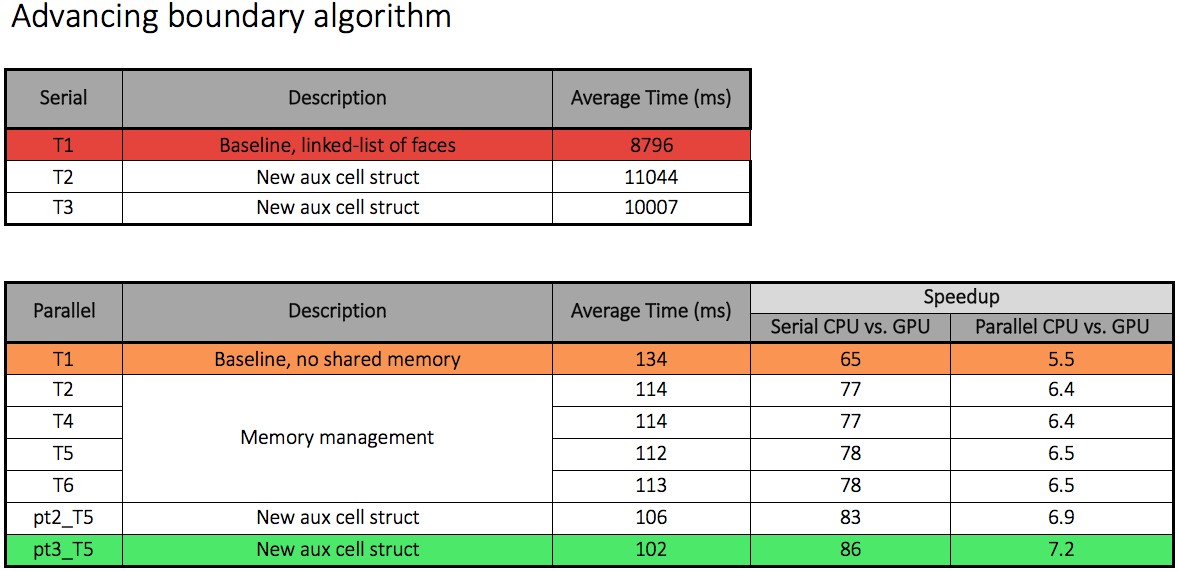 Advancing boundary algorithm
Serial Description Average Time (ms)
T1 Baseline, linked-list of faces 8796
T2 New aux cell struct 11044
T3 New aux cell struct 10007
Parallel Description Average Time (ms) Speedup
Serial CPU vs. GPU Parallel CPU vs. GPU
T1 Baseline, no shared memory 134 65 5.5
T2 114 77 6.4
T4 114 77 6.4
Memory management
T5 112 78 6.5
T6 113 78 6.5
pt2_T5 New aux cell struct 106 83 6.9
pt3_T5 New aux cell struct 102 86 7.2